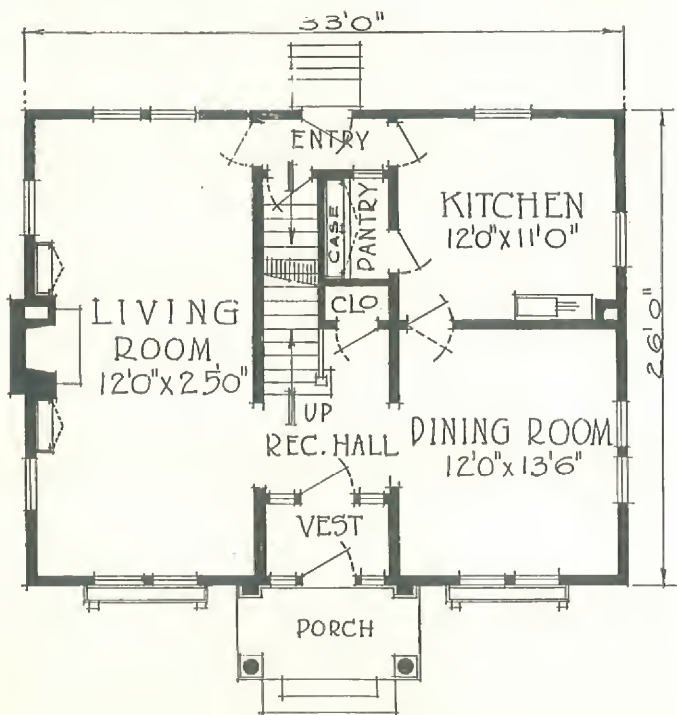 33'0"
ENTRY
KITCHEN
12'0"X11'0"
CASE
PANTRY
CLO
LIVING
ROOM
12'0"X25'0"
26'0"
UP
REC. HALL
DINING ROOM
12'0"X13'6"
VEST
PORCH